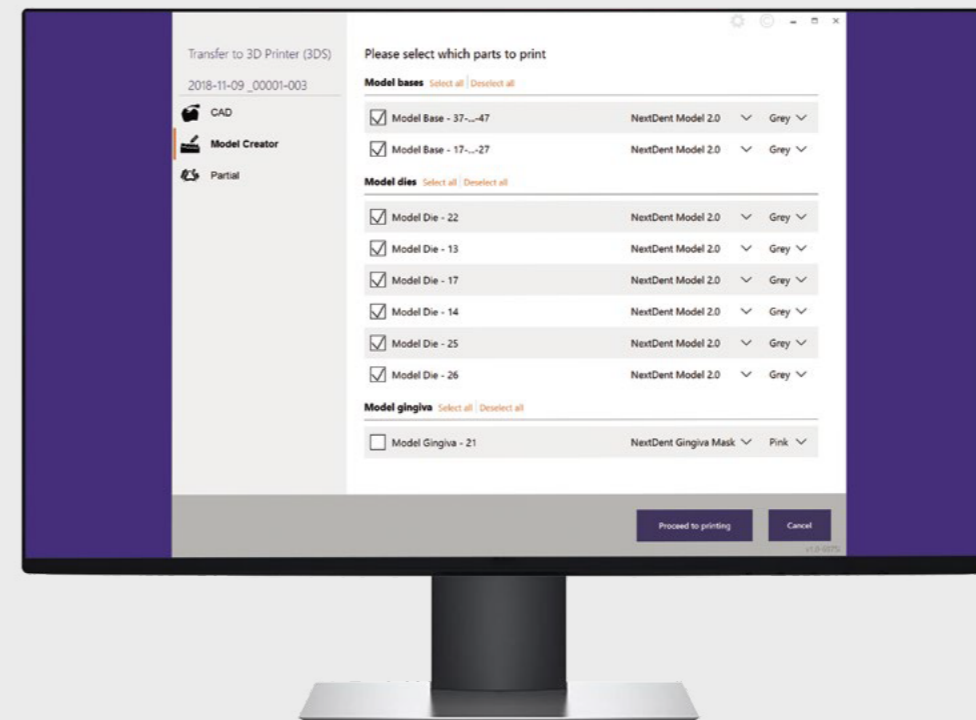 Transfer to 3D Printer (3DS)
2018-11-09 _00001-003
CAD
Model Creator
Partial
Please select which parts to print
Model bases Select all Deselect all
Model Base - 37-...-47 NextDent Model 2.0 Grey
Model Base - 17-...-27 NextDent Model 2.0 Grey
Model dies Select all Deselect all
Model Die - 22 NextDent Model 2.0 Grey
Model Die - 13 NextDent Model 2.0 Grey
Model Die - 17 NextDent Model 2.0 Grey
Model Die - 14 NextDent Model 2.0 Grey
Model Die - 25 NextDent Model 2.0 Grey
Model Die - 26 NextDent Model 2.0 Grey
Model gingiva Select all Deselect all
Model Gingiva - 21 NextDent Gingiva Mask Pink
Proceed to printing Cancel